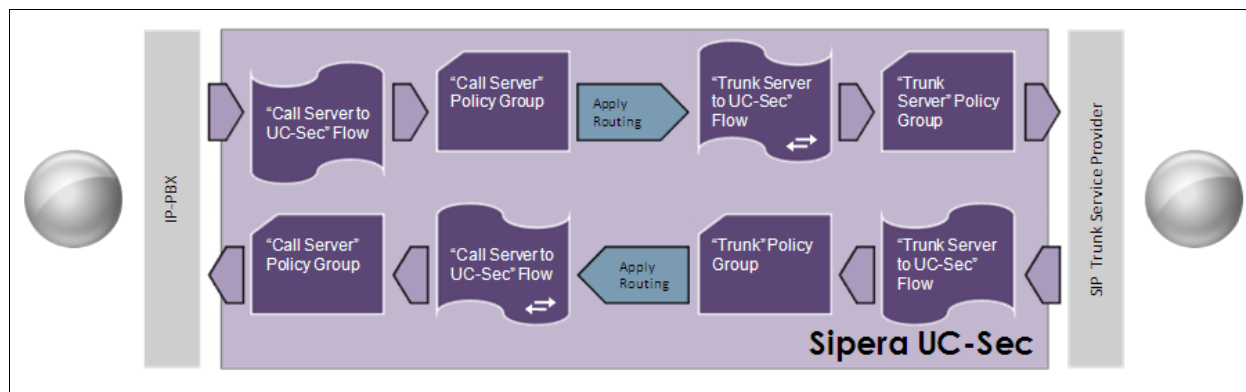 IP-PBX
“Call Server to
UC-Sec” Flow
“Call Server”
Policy Group
Apply
Routing
“Trunk Server
to UC-Sec”
Flow
“Trunk
Server” Policy
Group
SIP Trunk Service Provider
“Call Server”
Policy Group
“Call Server to
UC-Sec” Flow
Apply
Routing
“Trunk” Policy
Group
“Trunk Server
to UC-Sec”
Flow
Sipera UC-Sec